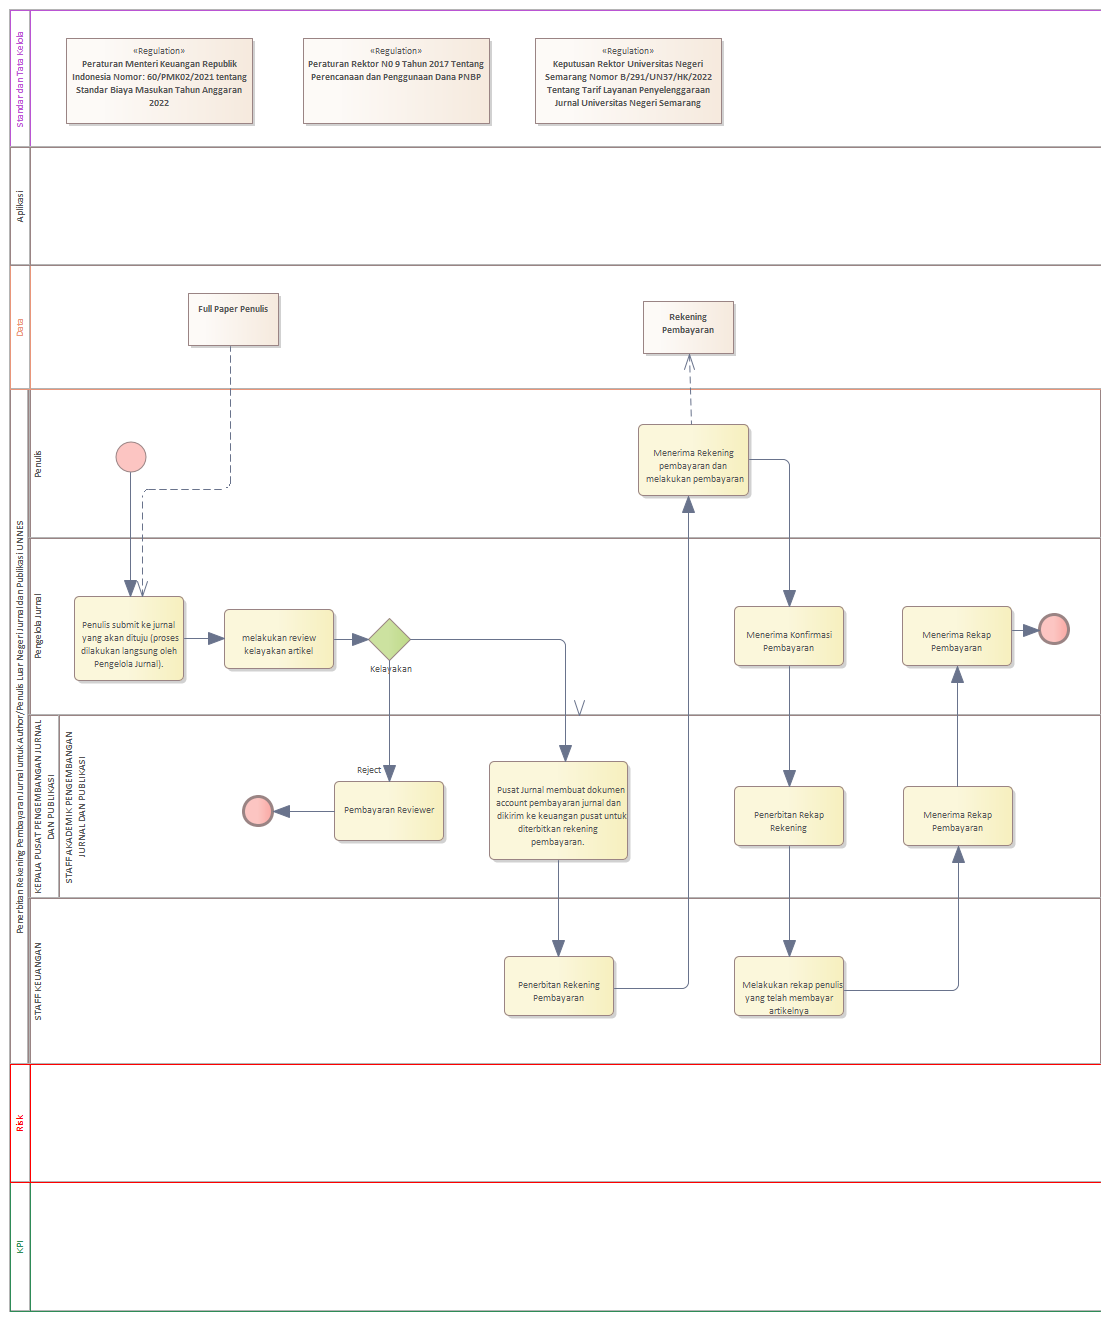 Standar dan Tata Kelola
«Regulation»
Peraturan Menteri Keuangan Republik
Indonesia Nomor: 60/PMK02/2021 tentang
Standar Biaya Masukan Tahun Anggaran
2022
«Regulation»
Peraturan Rektor N0 9 Tahun 2017 Tentang
Perencanaan dan Penggunaan Dana PNBP
«Regulation»
Keputusan Rektor Universitas Negeri
Semarang Nomor B/291/UN37/HK/2022
Tentang Tarif Layanan Penyelenggaraan
Jurnal Universitas Negeri Semarang
Aplikasi
Data
Full Paper Penulis
Rekening
Pembayaran
Penerbitan Rekening Pembayaran Jurnal untuk Author/Penulis Luar Negeri Jurnal dan Publikasi UNNES
Penulis
Menerima Rekening
pembayaran dan
melakukan pembayaran
Pengelola Jurnal
Penulis submit ke jurnal
yang akan dituju (proses
dilakukan langsung oleh
Pengelola Jurnal).
melakukan review
kelayakan artikel
Kelayakan
Menerima Konfirmasi
Pembayaran
Menerima Rekap
Pembayaran
KEPALA PUSAT PENGEMBANGAN JURNAL
DAN PUBLIKASI
STAFF AKADEMIK PENGEMBANGAN
JURNAL DAN PUBLIKASI
Reject
Pembayaran Reviewer
Pusat Jurnal membuat dokumen
account pembayaran jurnal dan
dikirim ke keuangan pusat untuk
diterbitkan rekening
pembayaran.
Penerbitan Rekap
Rekening
Menerima Rekap
Pembayaran
STAFF KEUANGAN
Penerbitan Rekening
Pembayaran
Melakukan rekap penulis
yang telah membayar
artikelnya
Risk
KPI